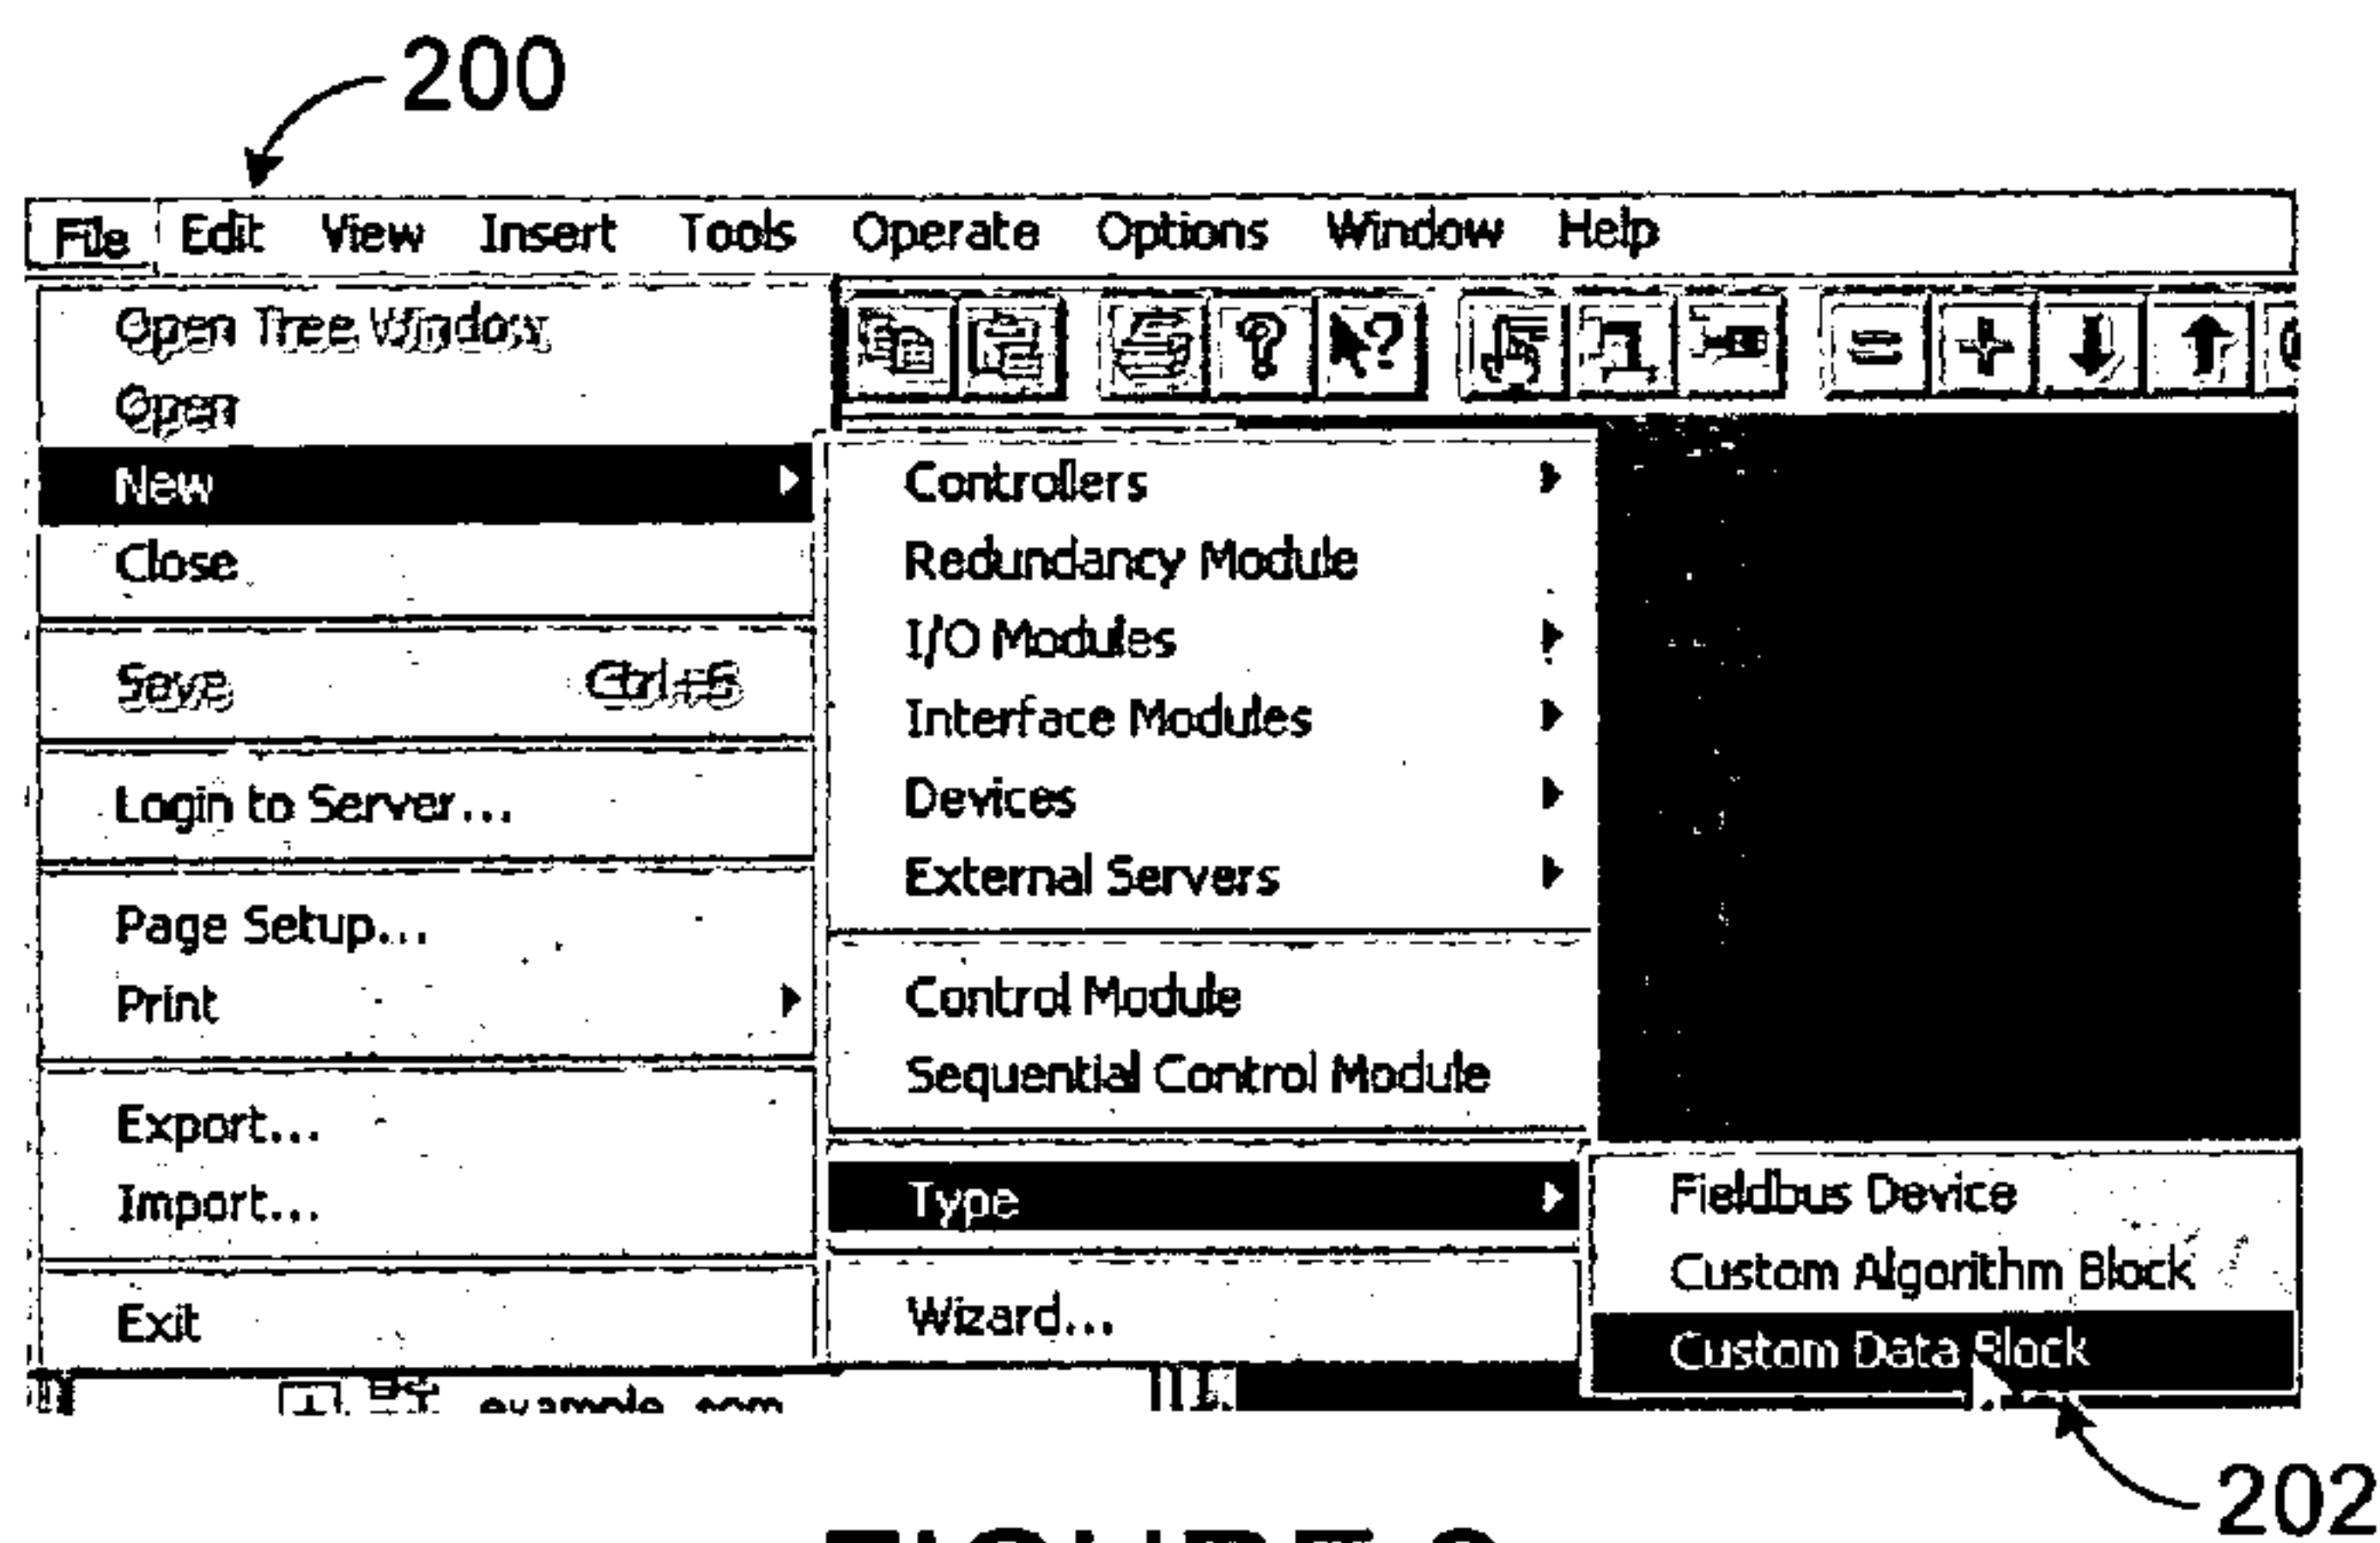 200
File Edit View Insert Tools Operate Options Window Help
Open Tree Window
Open
New
Close
Save Ctrl+S
Login to Server...
Page Setup...
Print
Export...
Import...
Exit
Controllers
Redundancy Module
I/O Modules
Interface Modules
Devices
External Servers
Control Module
Sequential Control Module
Type
Wizard...
Fieldbus Device
Custom Algorithm Block
Custom Data Block
202